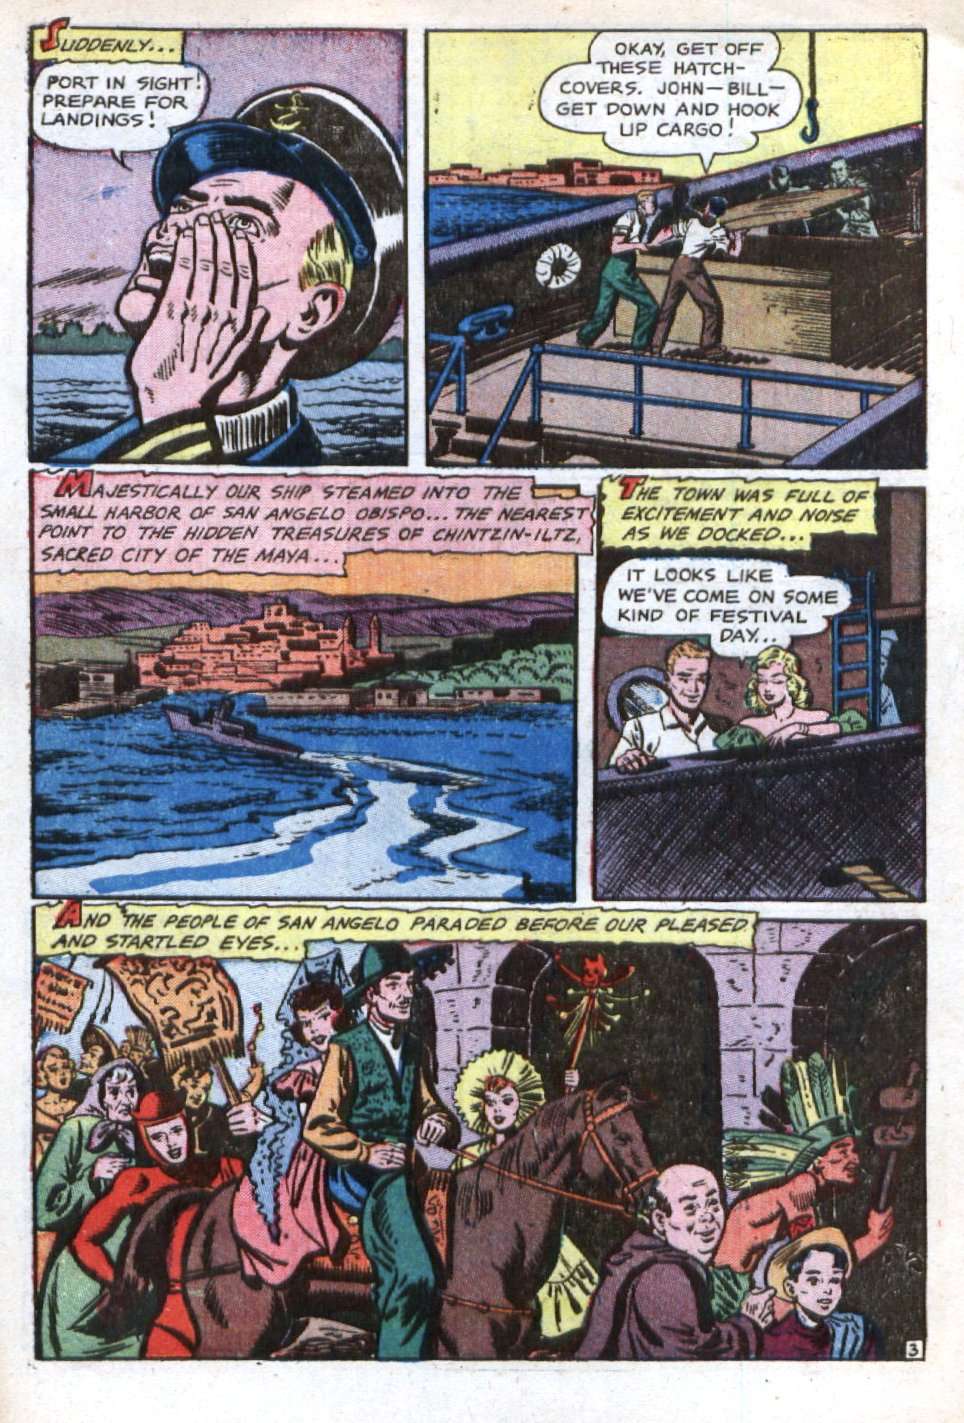 SUDDENLY...
PORT IN SIGHT!
PREPARE FOR
LANDINGS!
OKAY, GET OFF
THESE HATCH-
COVERS. JOHN—BILL—
GET DOWN AND HOOK
UP CARGO!
MAJESTICALLY OUR SHIP STEAMED INTO THE
SMALL HARBOR OF SAN ANGELO OBISPO... THE NEAREST
POINT TO THE HIDDEN TREASURES OF CHINTZIN-ILTZ,
SACRED CITY OF THE MAYA...
THE TOWN WAS FULL OF
EXCITEMENT AND NOISE
AS WE DOCKED...
IT LOOKS LIKE
WE'VE COME ON SOME
KIND OF FESTIVAL
DAY...
AND THE PEOPLE OF SAN ANGELO PARADED BEFORE OUR PLEASED
AND STARTLED EYES...
3